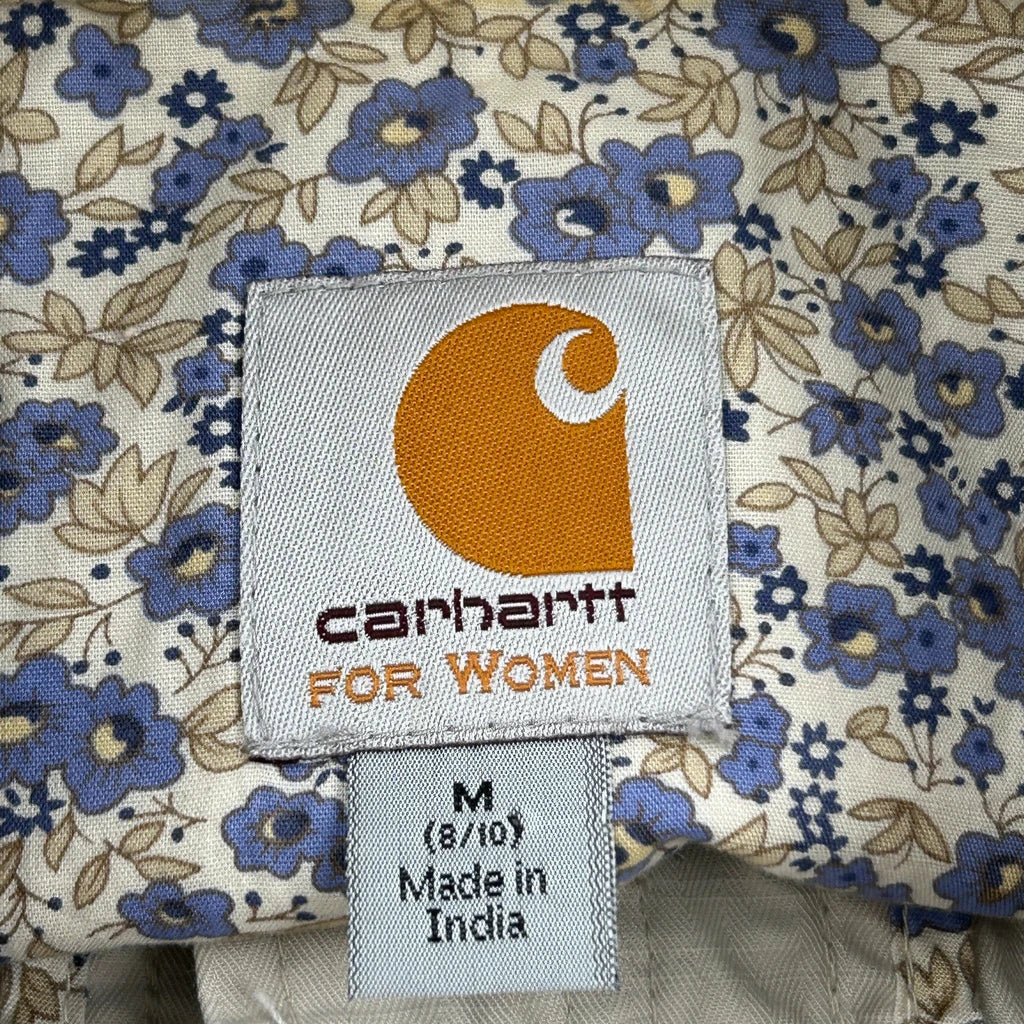 carhartt
FOR WOMEN
M
(8/10)
Made in
India